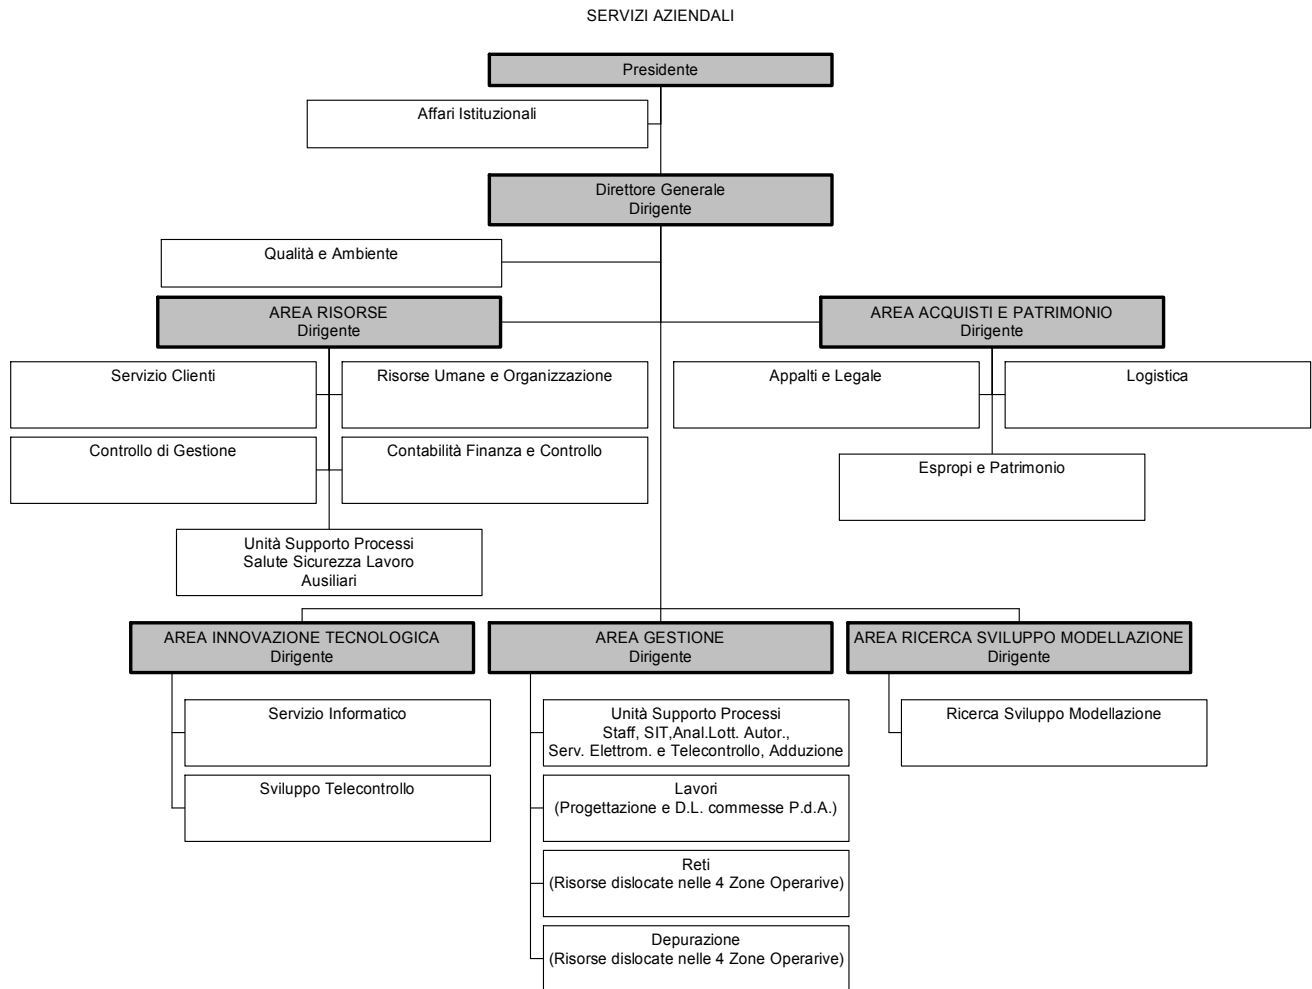 SERVIZI AZIENDALI
Presidente
Affari Istituzionali
Direttore Generale
Dirigente
Qualità e Ambiente
AREA RISORSE
Dirigente
AREA ACQUISTI E PATRIMONIO
Dirigente
Servizio Clienti
Risorse Umane e Organizzazione
Appalti e Legale
Logistica
Controllo di Gestione
Contabilità Finanza e Controllo
Espropi e Patrimonio
Unità Supporto Processi
Salute Sicurezza Lavoro
Ausiliari
AREA INNOVAZIONE TECNOLOGICA
Dirigente
AREA GESTIONE
Dirigente
AREA RICERCA SVILUPPO MODELLAZIONE
Dirigente
Servizio Informatico
Unità Supporto Processi
Staff, SIT,Anal.Lott. Autor.,
Serv. Elettrom. e Telecontrollo, Adduzione
Ricerca Sviluppo Modellazione
Sviluppo Telecontrollo
Lavori
(Progettazione e D.L. commesse P.d.A.)
Reti
(Risorse dislocate nelle 4 Zone Operarive)
Depurazione
(Risorse dislocate nelle 4 Zone Operarive)